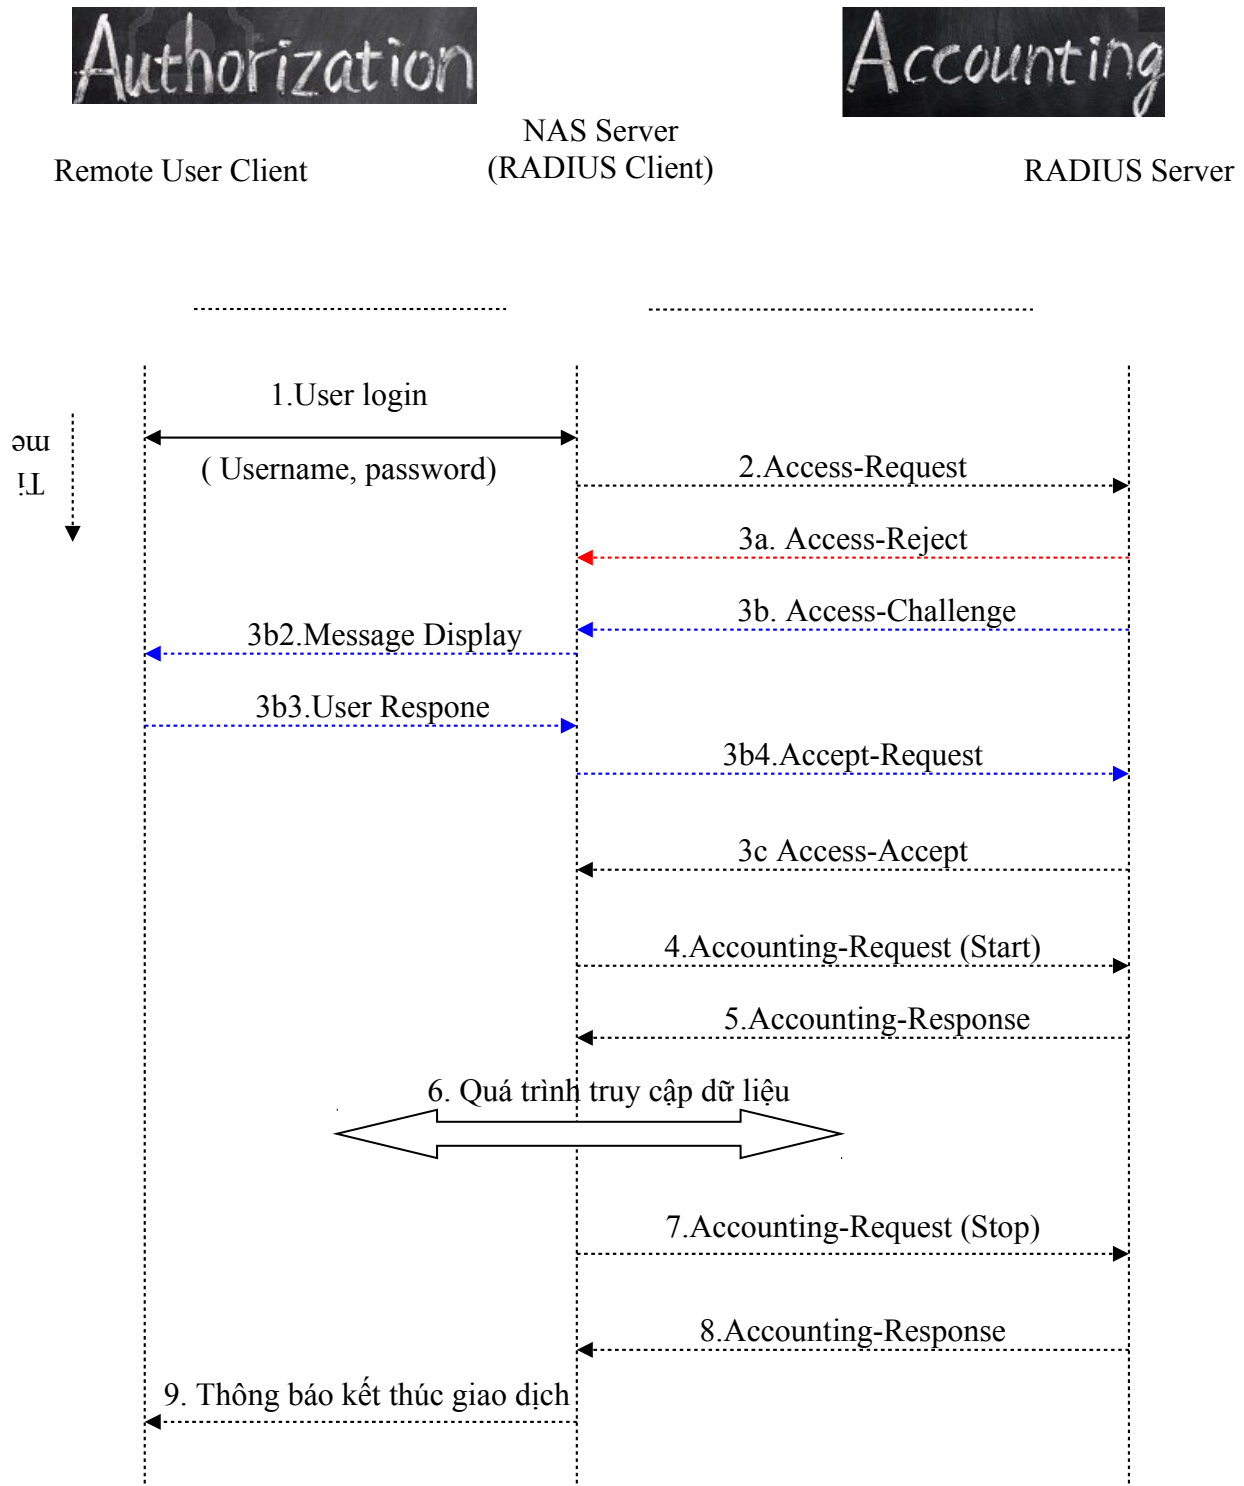 Authorization
Accounting
NAS Server
(RADIUS Client)
Remote User Client
RADIUS Server
1.User login
( Username, password)
Ti
me
2.Access-Request
3a. Access-Reject
3b. Access-Challenge
3b2.Message Display
3b3.User Respone
3b4.Accept-Request
3c Access-Accept
4.Accounting-Request (Start)
5.Accounting-Response
6. Quá trình truy cập dữ liệu
7.Accounting-Request (Stop)
8.Accounting-Response
9. Thông báo kết thúc giao dịch